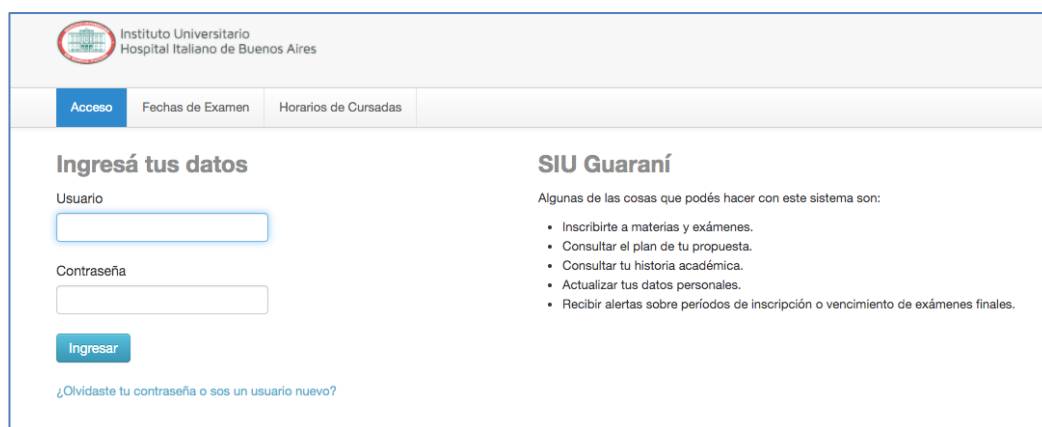 Instituto Universitario
Hospital Italiano de Buenos Aires
Acceso
Fechas de Examen
Horarios de Cursadas
Ingresá tus datos
Usuario
Contraseña
Ingresar
¿Olvidaste tu contraseña o sos un usuario nuevo?
SIU Guaraní
Algunas de las cosas que podés hacer con este sistema son:
• Inscribirte a materias y exámenes.
• Consultar el plan de tu propuesta.
• Consultar tu historia académica.
• Actualizar tus datos personales.
• Recibir alertas sobre períodos de inscripción o vencimiento de exámenes finales.